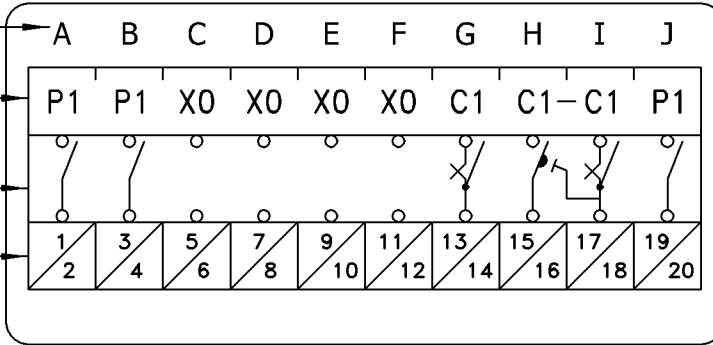 A B C D E F G H I J
P1 P1 X0 X0 X0 X0 C1 C1-C1 P1
1 3 5 7 9 11 13 15 17 19
2 4 6 8 10 12 14 16 18 20